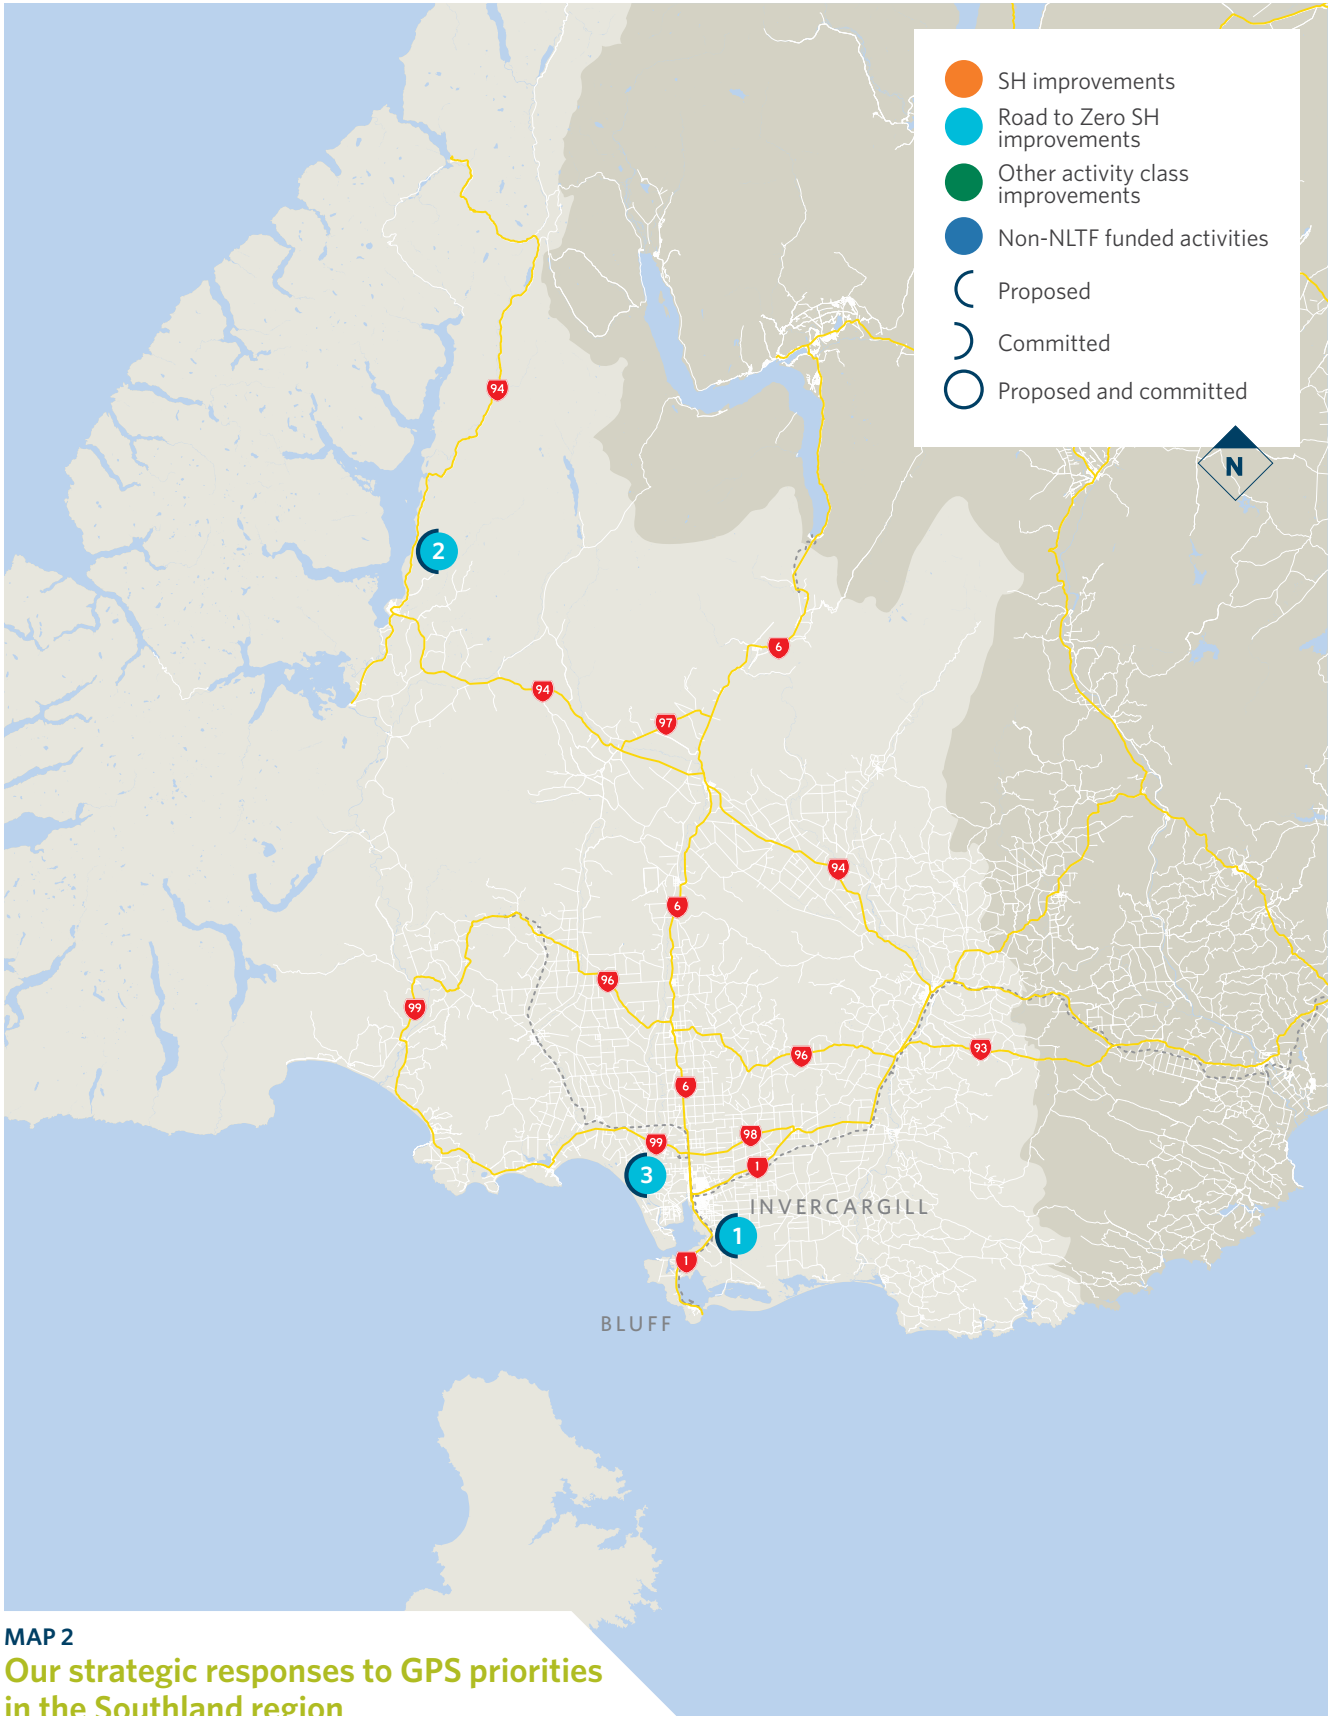 SH improvements
Road to Zero SH
improvements
Other activity class
improvements
Non-NLTF funded activities
Proposed
Committed
Proposed and committed
N
94
2
6
94
97
94
6
96
99
93
96
6
98
99
1
3
INVERCARGILL
1
1
BLUFF
MAP 2
Our strategic responses to GPS priorities
in the Southland region